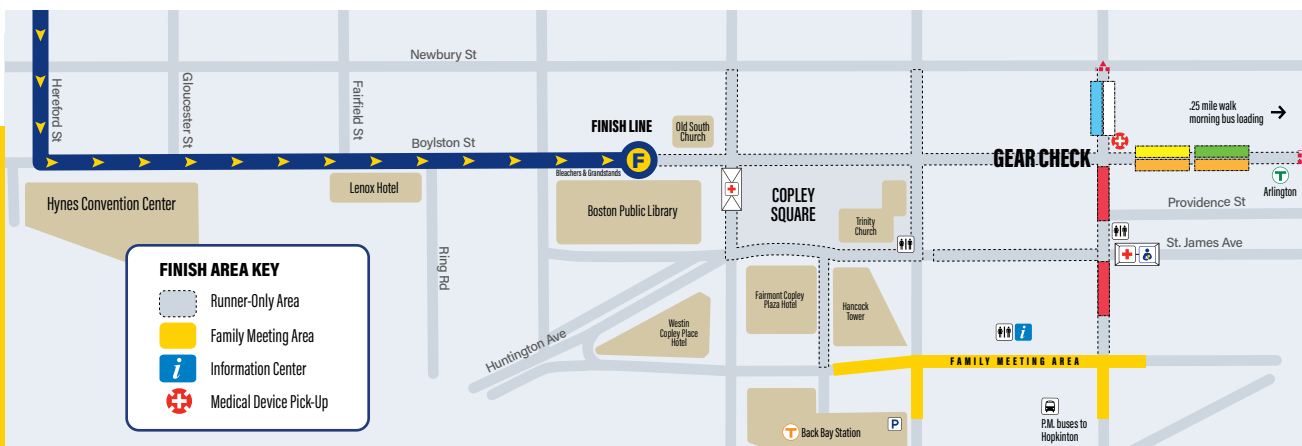 Newbury St
Hereford St
Gloucester St
Fairfield St
Boylston St
FINISH LINE
F
Old South
Church
Bleachers & Grandstands
GEAR CHECK
.25 mile walk
morning bus loading
T
Arlington
Hynes Convention Center
Lenox Hotel
Boston Public Library
COPLEY
SQUARE
Trinity
Church
Providence St
St. James Ave
Ring Rd
Huntington Ave
Westin
Copley Place
Hotel
Fairmont Copley
Plaza Hotel
Hancock
Tower
i
FAMILY MEETING AREA
T Back Bay Station
P
P.M. buses to
Hopkinton
FINISH AREA KEY
Runner-Only Area
Family Meeting Area
i Information Center
Medical Device Pick-Up